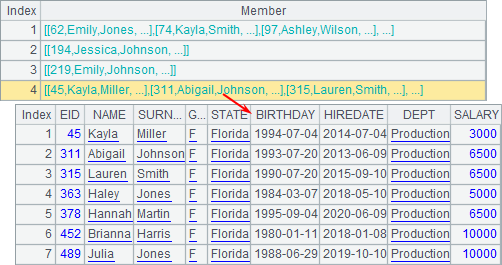 Index Member
1 [[62,Emily,Jones, ...],[74,Kayla,Smith, ...],[97,Ashley,Wilson, ...], ...]
2 [[194,Jessica,Johnson, ...]]
3 [[219,Emily,Johnson, ...]]
4 [[45,Kayla,Miller, ...],[311,Abigail,Johnson, ...],[315,Lauren,Smith, ...], ...]
Index EID NAME SURN... G... STATE BIRTHDAY HIREDATE DEPT SALARY
1 45 Kayla Miller F Florida 1994-07-04 2014-07-04 Production 3000
2 311 Abigail Johnson F Florida 1993-07-20 2013-06-09 Production 6500
3 315 Lauren Smith F Florida 1990-07-20 2015-09-10 Production 6500
4 363 Haley Jones F Florida 1984-03-07 2018-05-10 Production 5000
5 378 Hannah Martin F Florida 1995-09-04 2020-06-09 Production 6500
6 452 Brianna Harris F Florida 1980-01-11 2018-01-08 Production 10000
7 489 Julia Jones F Florida 1988-06-29 2019-10-10 Production 10000